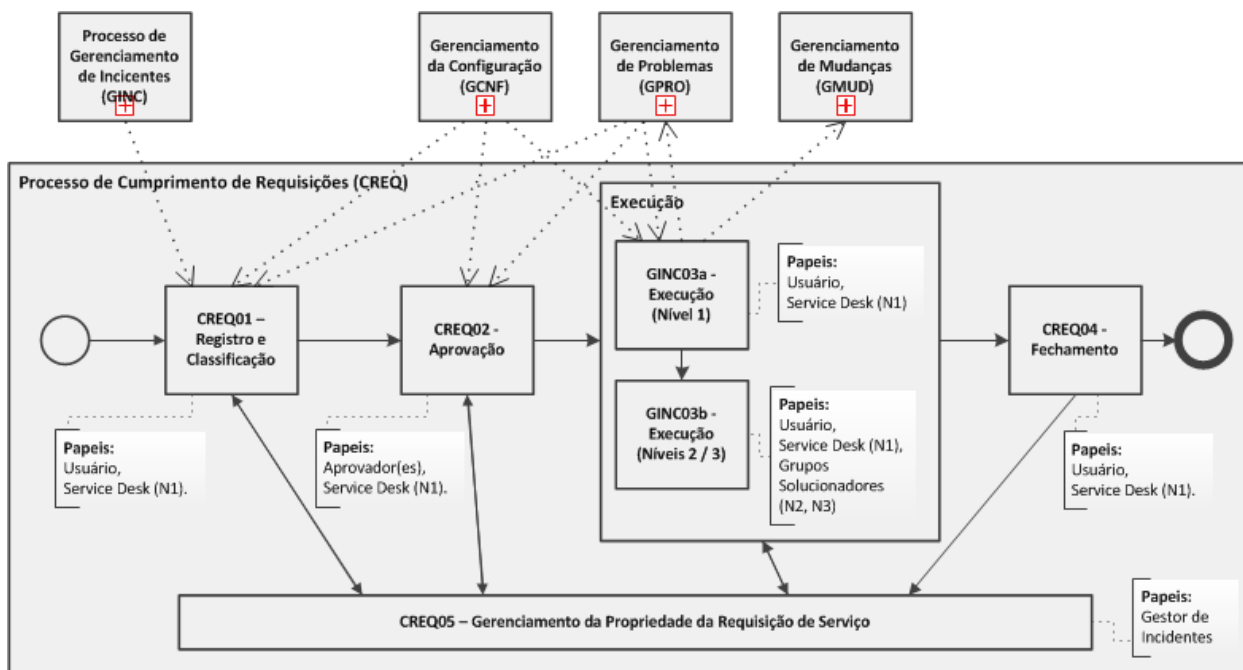 Processo de
Gerenciamento
de Incicentes
(GINC)
Gerenciamento
da Configuração
(GCNF)
Gerenciamento
de Problemas
(GPRO)
Gerenciamento
de Mudanças
(GMUD)
Processo de Cumprimento de Requisições (CREQ)
Execução
CREQ01 –
Registro e
Classificação
Papeis:
Usuário,
Service Desk (N1).
CREQ02 -
Aprovação
Papeis:
Aprovador(es),
Service Desk (N1).
GINC03a -
Execução
(Nível 1)
Papeis:
Usuário,
Service Desk (N1)
GINC03b -
Execução
(Níveis 2 / 3)
Papeis:
Usuário,
Service Desk (N1),
Grupos
Solucionadores
(N2, N3)
CREQ04 -
Fechamento
Papeis:
Usuário,
Service Desk (N1).
CREQ05 – Gerenciamento da Propriedade da Requisição de Serviço
Papeis:
Gestor de
Incidentes